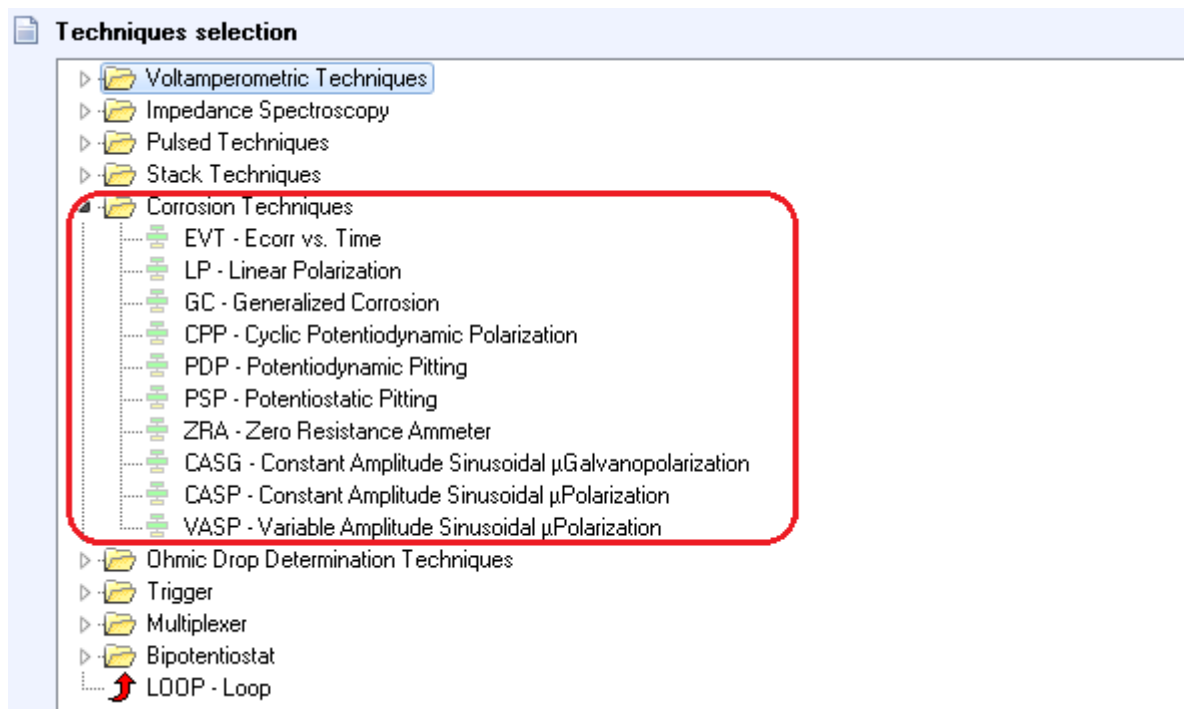 Techniques selection
Voltamperometric Techniques
Impedance Spectroscopy
Pulsed Techniques
Stack Techniques
Corrosion Techniques
EVT - Ecorr vs. Time
LP - Linear Polarization
GC - Generalized Corrosion
CPP - Cyclic Potentiodynamic Polarization
PDP - Potentiodynamic Pitting
PSP - Potentiostatic Pitting
ZRA - Zero Resistance Ammeter
CASG - Constant Amplitude Sinusoidal µGalvanopolarization
CASP - Constant Amplitude Sinusoidal µPolarization
VASP - Variable Amplitude Sinusoidal µPolarization
Ohmic Drop Determination Techniques
Trigger
Multiplexer
Bipotentiostat
LOOP - Loop